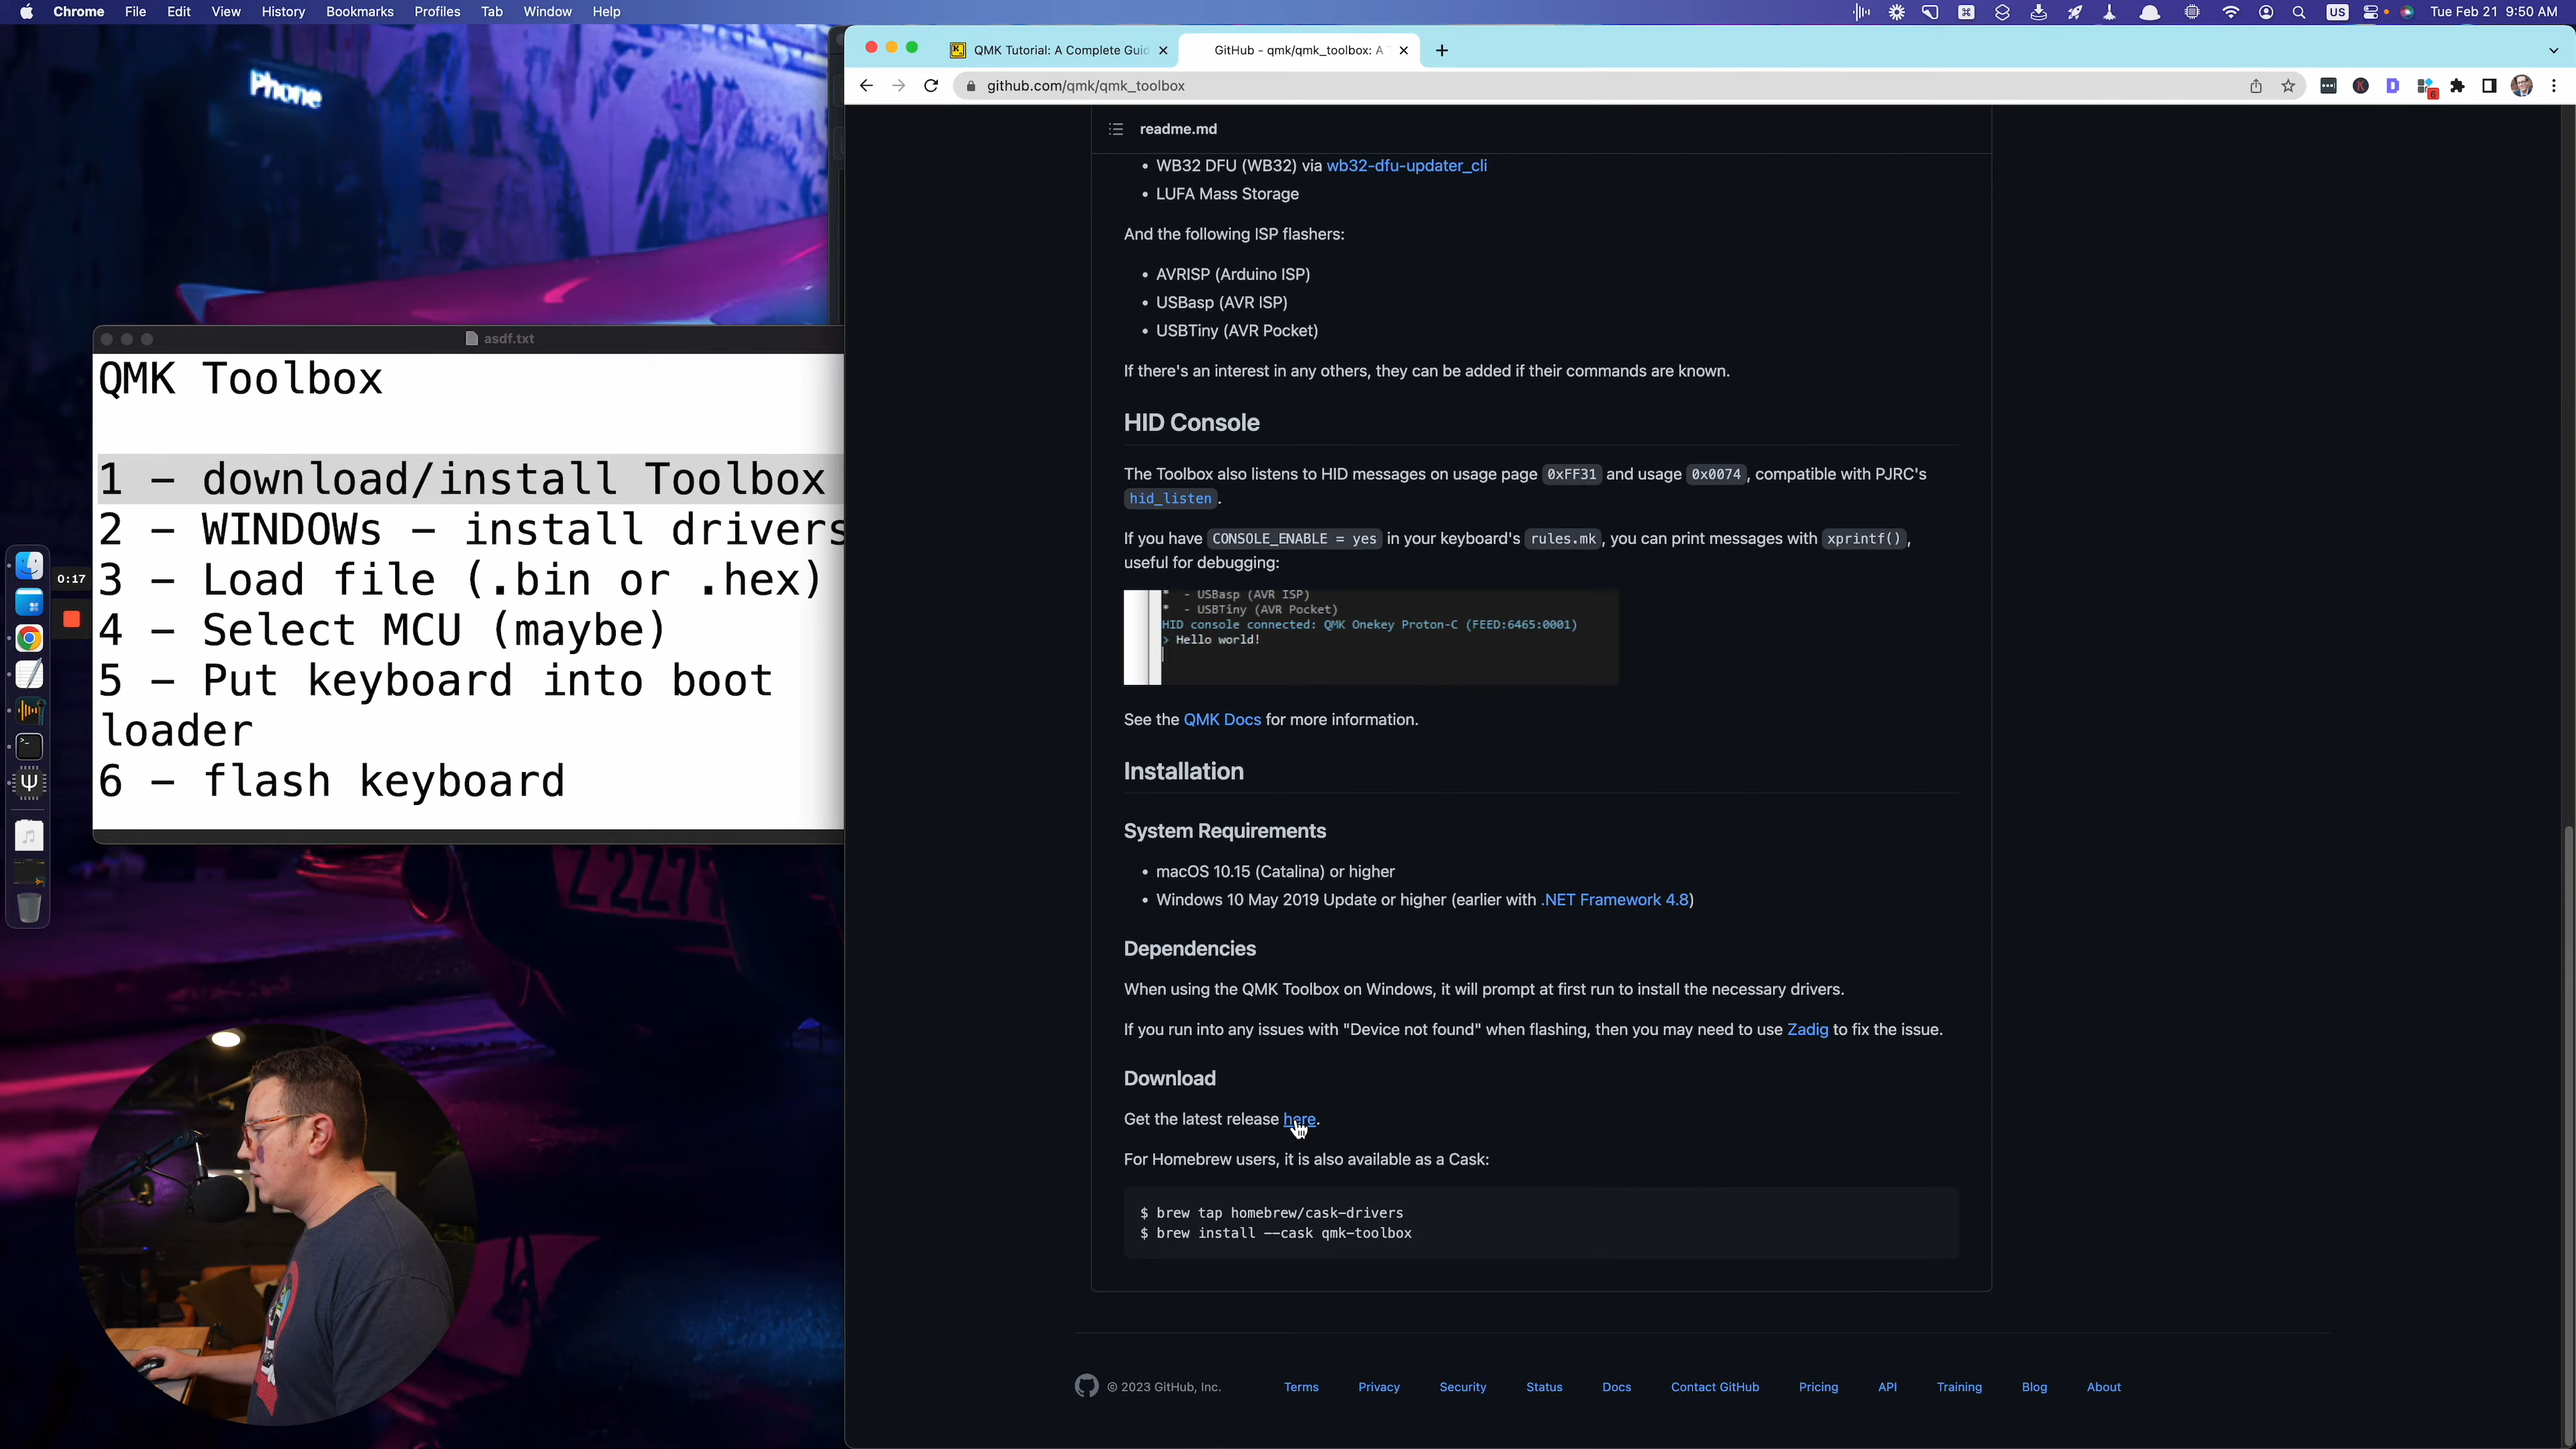 Chrome File Edit View History Bookmarks Profiles Tab Window Help
US
Tue Feb 21 9:50 AM
Phone
QMK Tutorial: A Complete Guid
GitHub - qmk/qmk_toolbox: A
github.com/qmk/qmk_toolbox
6
readme.md
• WB32 DFU (WB32) via wb32-dfu-updater_cli
• LUFA Mass Storage
And the following ISP flashers:
• AVRISP (Arduino ISP)
• USBasp (AVR ISP)
• USBTiny (AVR Pocket)
If there's an interest in any others, they can be added if their commands are known.
HID Console
The Toolbox also listens to HID messages on usage page 0xFF31 and usage 0x0074, compatible with PJRC's
hid_listen.
If you have CONSOLE_ENABLE = yes in your keyboard's rules.mk, you can print messages with xprintf(),
useful for debugging:
* - USBasp (AVR ISP)
* - USBTiny (AVR Pocket)
HID console connected: QMK Onekey Proton-C (FEED:6465:0001)
> Hello world!
See the QMK Docs for more information.
Installation
System Requirements
• macOS 10.15 (Catalina) or higher
• Windows 10 May 2019 Update or higher (earlier with .NET Framework 4.8)
Dependencies
When using the QMK Toolbox on Windows, it will prompt at first run to install the necessary drivers.
If you run into any issues with "Device not found" when flashing, then you may need to use Zadig to fix the issue.
Download
Get the latest release here.
For Homebrew users, it is also available as a Cask:
$ brew tap homebrew/cask-drivers
$ brew install --cask qmk-toolbox
© 2023 GitHub, Inc. Terms Privacy Security Status Docs Contact GitHub Pricing API Training Blog About
asdf.txt
QMK Toolbox
1 – download/install Toolbox
2 – WINDOWs – install drivers
3 – Load file (.bin or .hex)
4 – Select MCU (maybe)
5 – Put keyboard into boot
loader
6 – flash keyboard
0:17